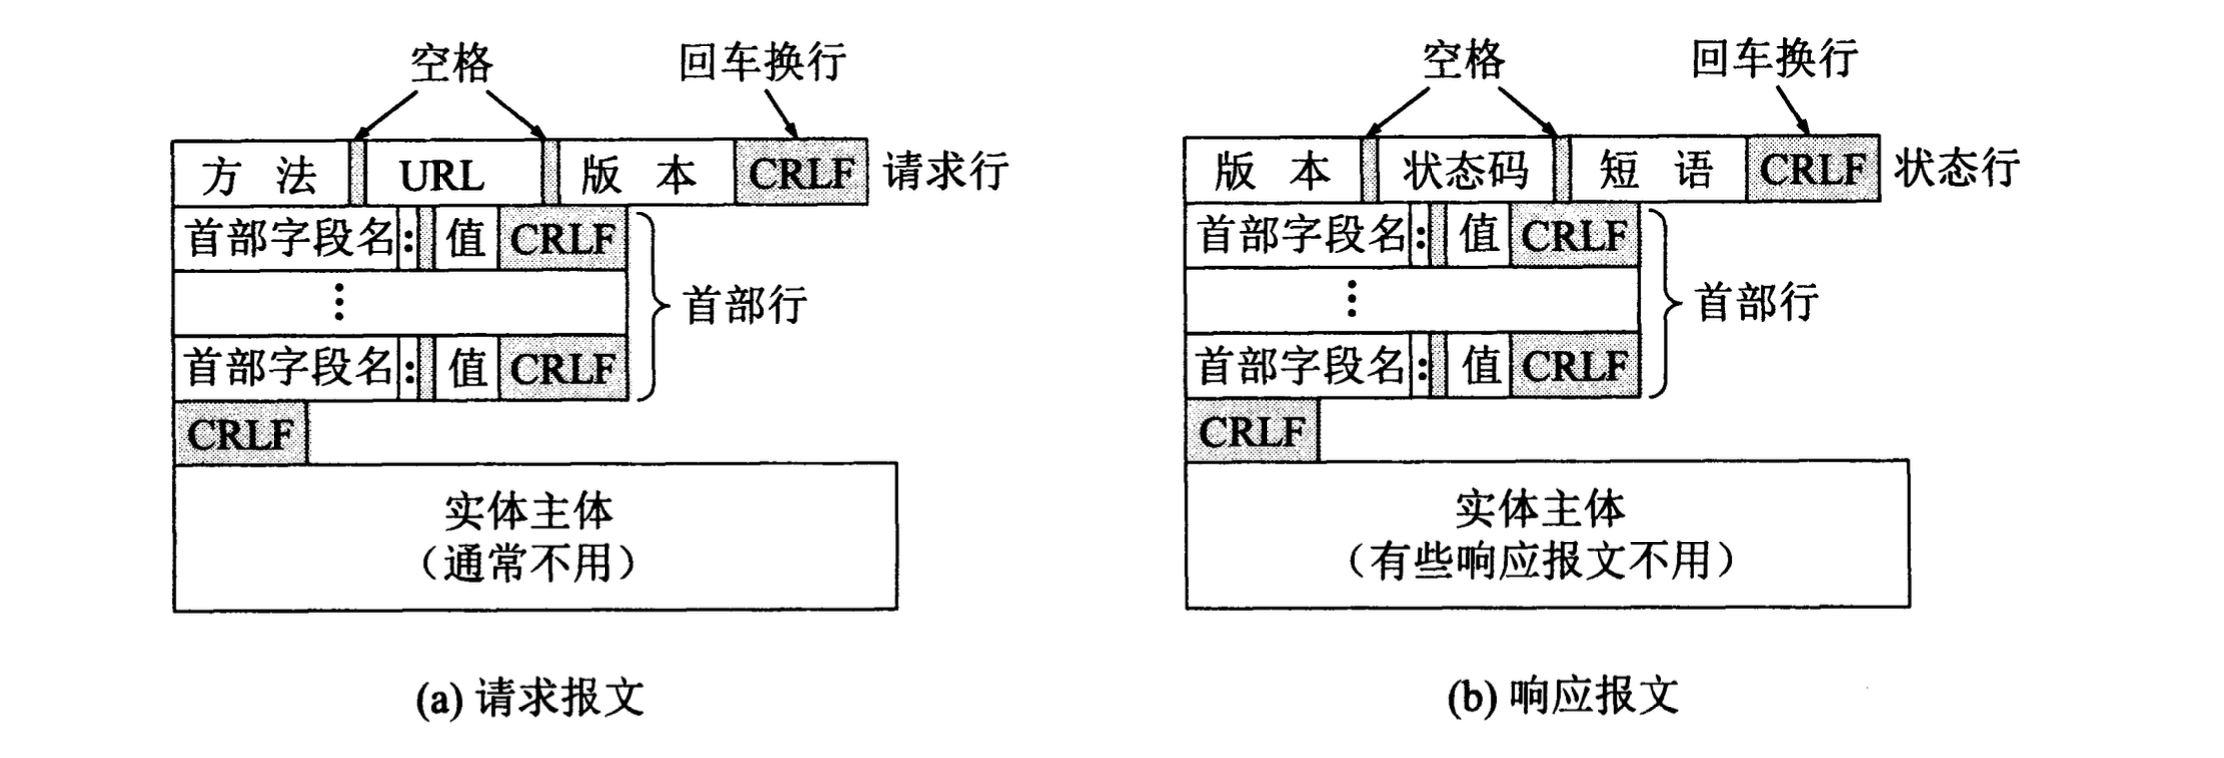 空格 回车换行
方法 URL 版本 CRLF 请求行
首部字段名: 值 CRLF
⋮ 首部行
首部字段名: 值 CRLF
CRLF
实体主体
（通常不用）
(a) 请求报文
空格 回车换行
版本 状态码 短语 CRLF 状态行
首部字段名: 值 CRLF
⋮ 首部行
首部字段名: 值 CRLF
CRLF
实体主体
（有些响应报文不用）
(b) 响应报文